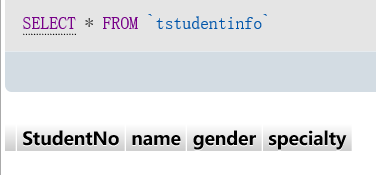 SELECT * FROM `tstudentinfo`
StudentNo name gender specialty